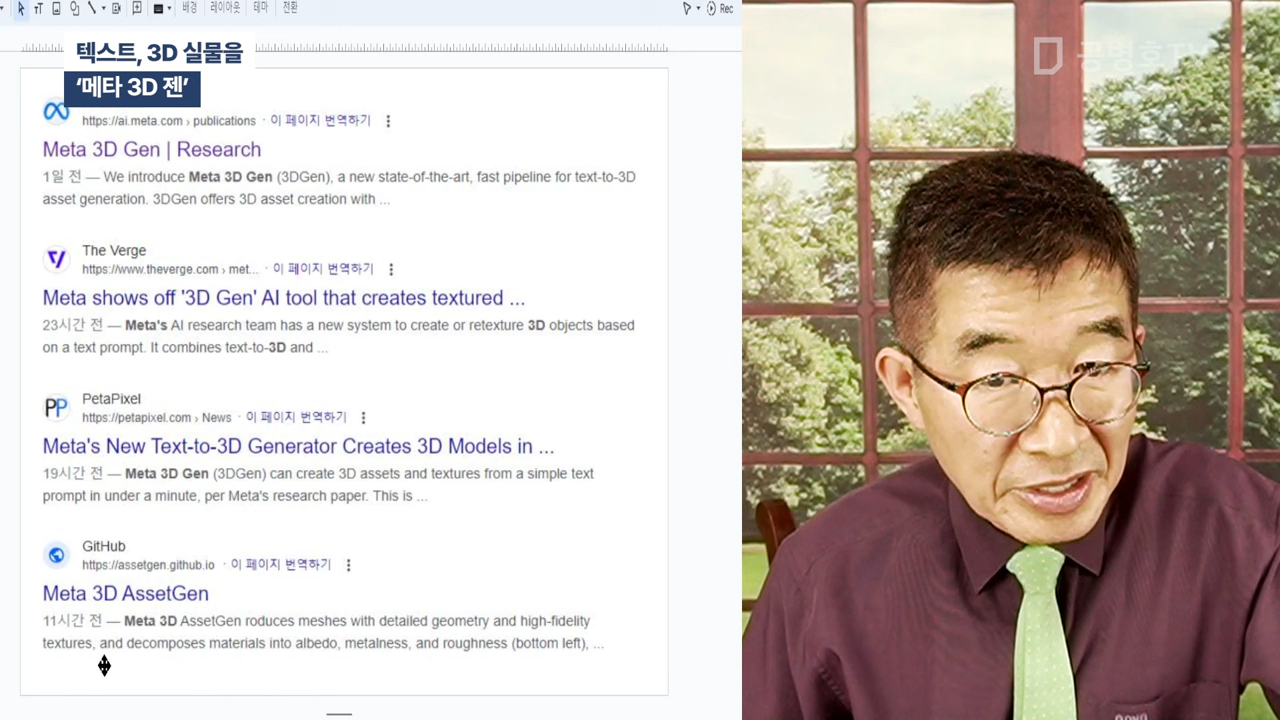 배경 레이아웃 테마 전환
Rec
텍스트, 3D 실물을
‘메타 3D 젠’
공병호TV
https://ai.meta.com › publications · 이 페이지 번역하기
Meta 3D Gen | Research
1일 전 — We introduce Meta 3D Gen (3DGen), a new state-of-the-art, fast pipeline for text-to-3D
asset generation. 3DGen offers 3D asset creation with ...
The Verge
https://www.theverge.com › met... · 이 페이지 번역하기
Meta shows off '3D Gen' AI tool that creates textured ...
23시간 전 — Meta's AI research team has a new system to create or retexture 3D objects based
on a text prompt. It combines text-to-3D and ...
PetaPixel
https://petapixel.com › News · 이 페이지 번역하기
Meta's New Text-to-3D Generator Creates 3D Models in ...
19시간 전 — Meta 3D Gen (3DGen) can create 3D assets and textures from a simple text
prompt in under a minute, per Meta's research paper. This is ...
GitHub
https://assetgen.github.io · 이 페이지 번역하기
Meta 3D AssetGen
11시간 전 — Meta 3D AssetGen roduces meshes with detailed geometry and high-fidelity
textures, and decomposes materials into albedo, metalness, and roughness (bottom left), ...